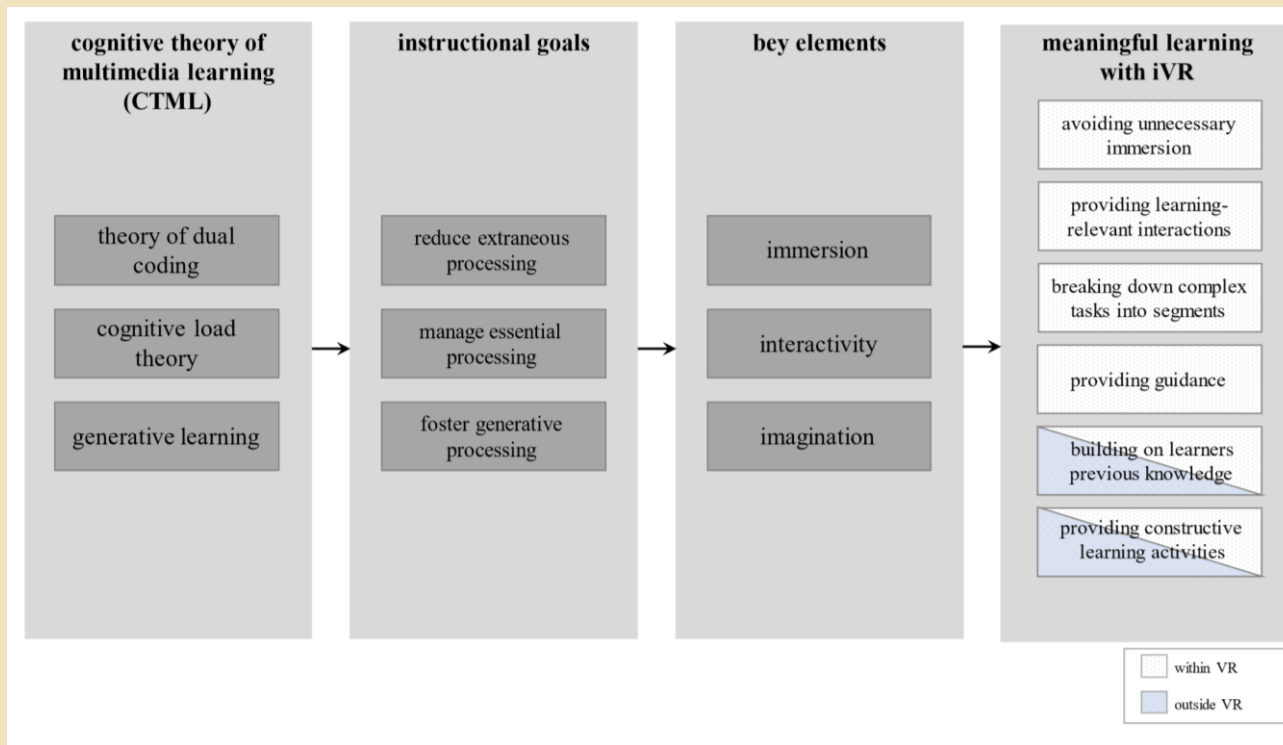 cognitive theory of
multimedia learning
(CTML)
theory of dual
coding
cognitive load
theory
generative learning
instructional goals
reduce extraneous
processing
manage essential
processing
foster generative
processing
bey elements
immersion
interactivity
imagination
meaningful learning
with iVR
avoiding unnecessary
immersion
providing learning-
relevant interactions
breaking down complex
tasks into segments
providing guidance
building on learners
previous knowledge
providing constructive
learning activities
within VR
outside VR